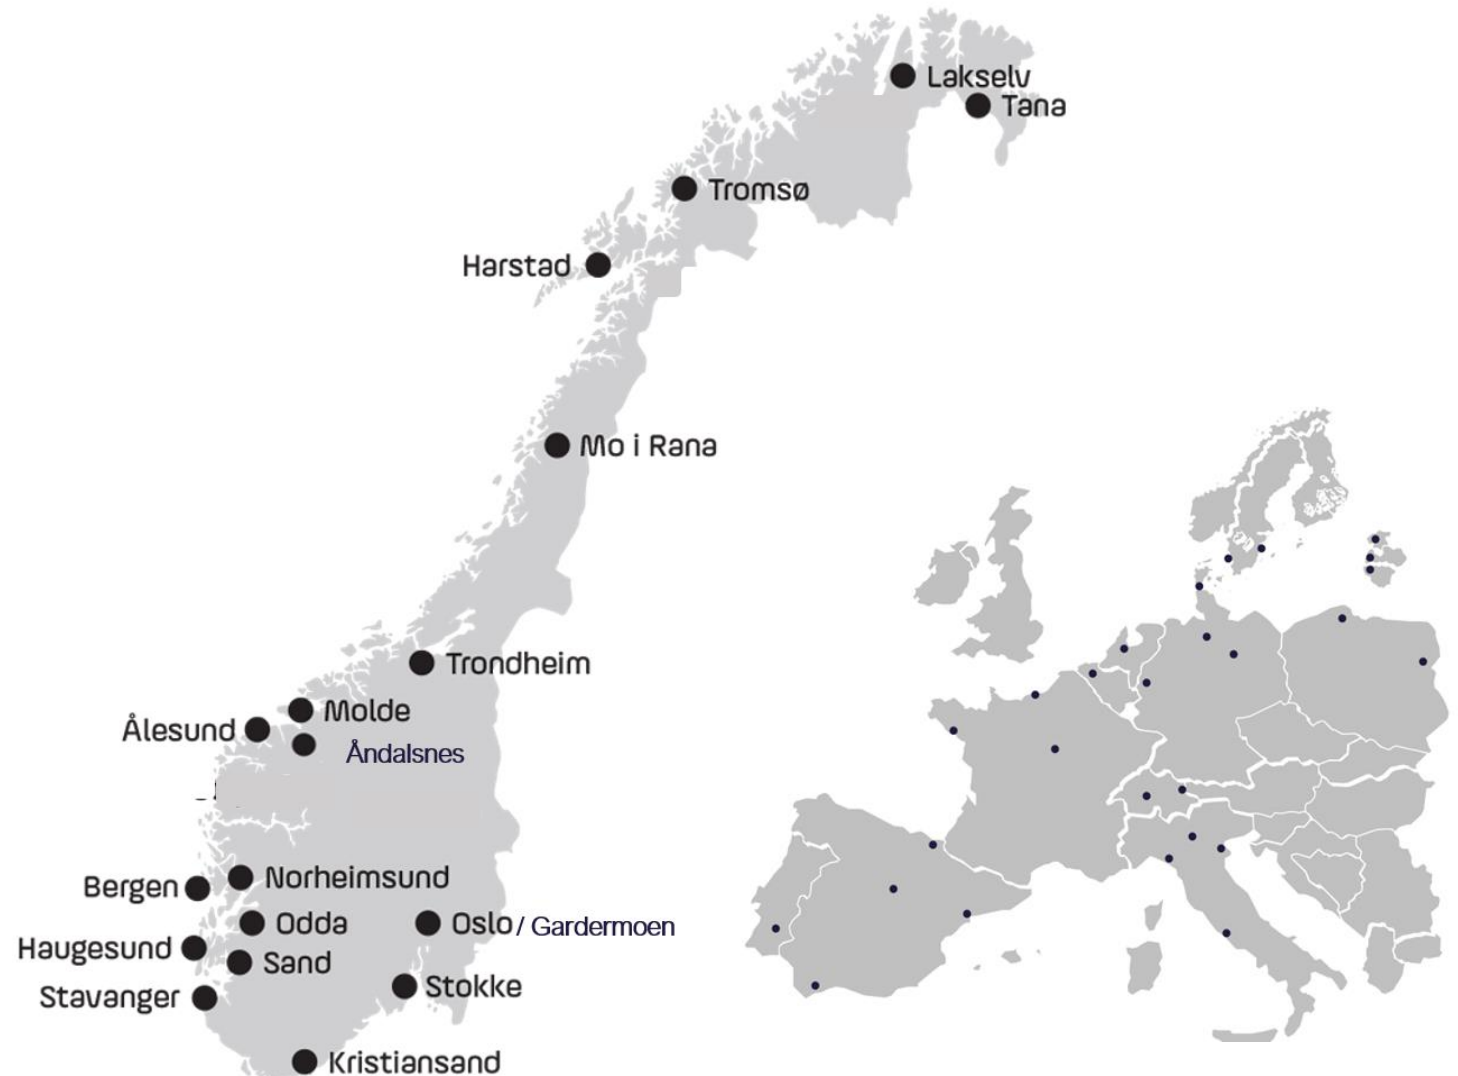 Lakselv
Tana
Tromsø
Harstad
Mo i Rana
Trondheim
Molde
Ålesund
Åndalsnes
Norheimsund
Bergen
Odda
Oslo / Gardermoen
Haugesund
Sand
Stokke
Stavanger
Kristiansand